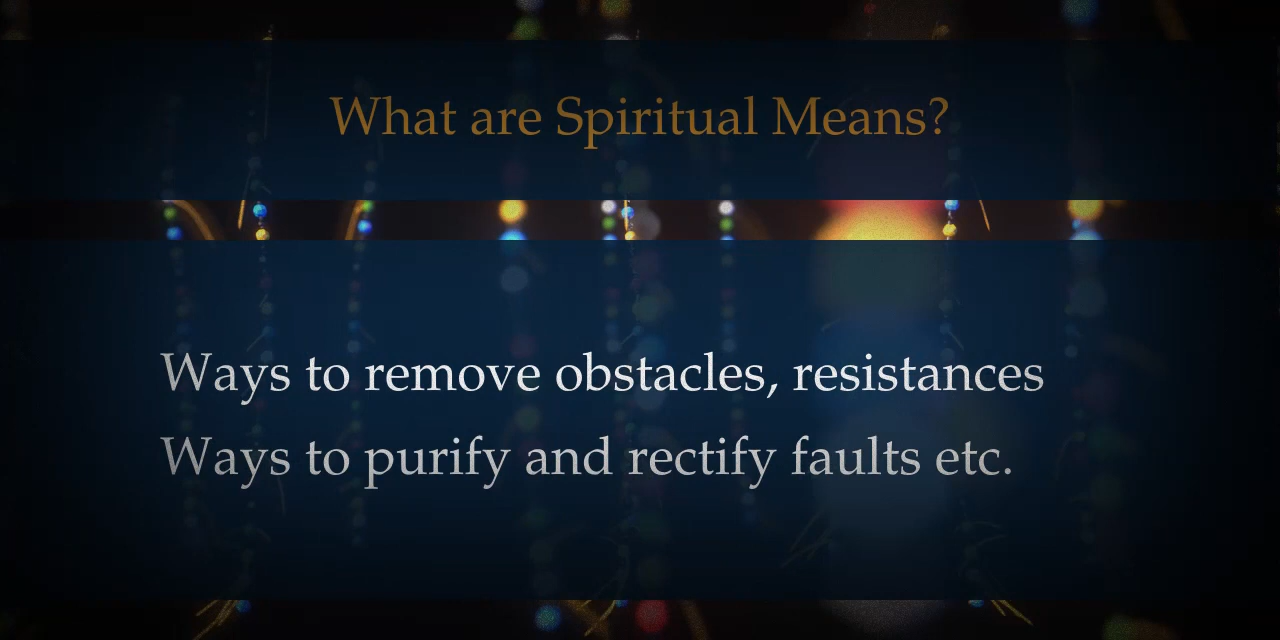 What are Spiritual Means?
Ways to remove obstacles, resistances
Ways to purify and rectify faults etc.